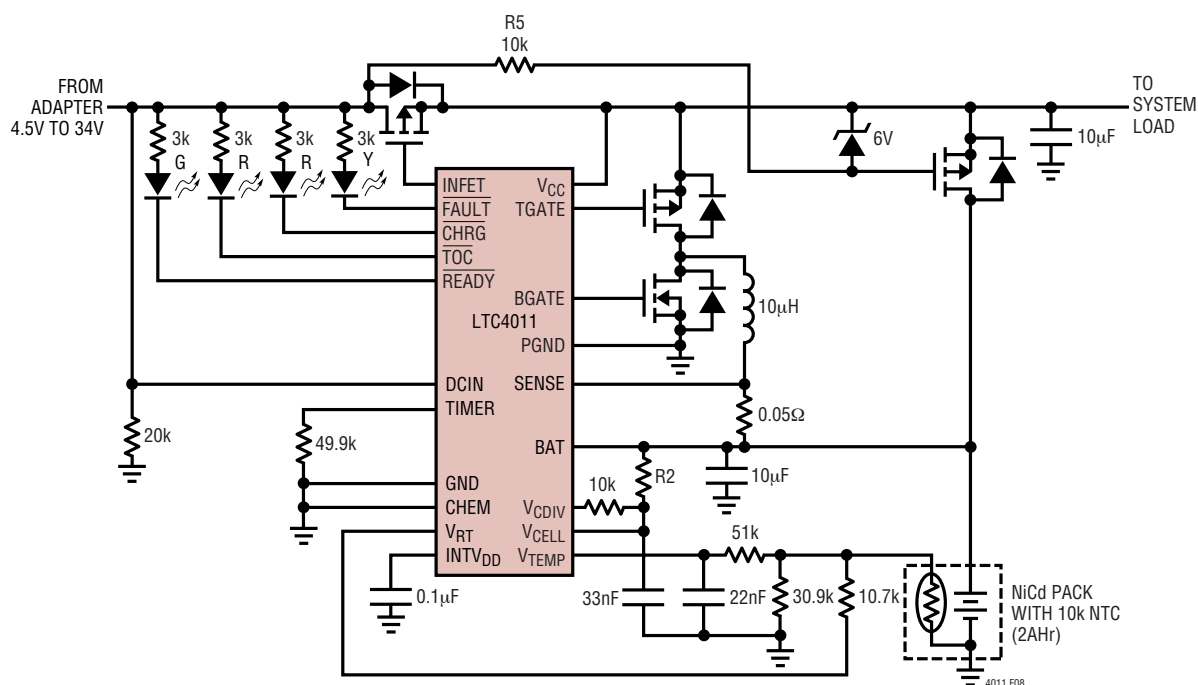 R5
10k
FROM
ADAPTER
4.5V TO 34V
TO
SYSTEM
LOAD
3k
G
3k
R
3k
R
3k
Y
6V
10µF
INFET
FAULT
CHRG
TOC
READY
VCC
TGATE
BGATE
LTC4011
PGND
10µH
DCIN
TIMER
SENSE
0.05Ω
20k
49.9k
BAT
GND
CHEM
VRT
INTVDD
10k
R2
10µF
VCDIV
VCELL
VTEMP
51k
0.1µF
33nF
22nF
30.9k
10.7k
NiCd PACK
WITH 10k NTC
(2AHr)
4011 F08